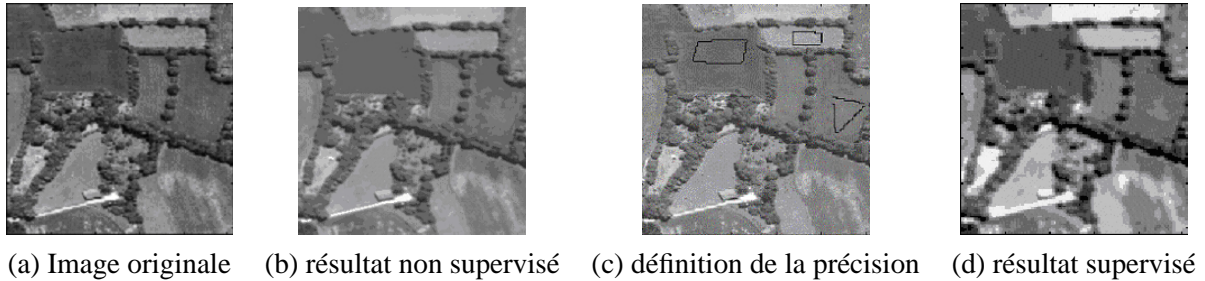 (a) Image originale (b) résultat non supervisé (c) définition de la précision (d) résultat supervisé